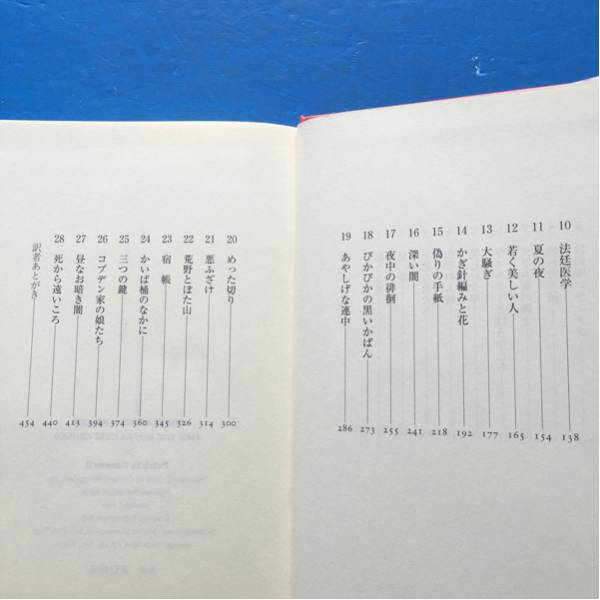 10 法廷医学 138
11 夏の夜 154
12 若く美しい人 165
13 大騒ぎ 177
14 かぎ針編みと花 192
15 偽りの手紙 218
16 深い闇 241
17 夜中の徘徊 255
18 ぴかぴかの黒いかばん 273
19 あやしげな連中 286
20 めった切り 300
21 悪ふざけ 314
22 荒野とぼた山 326
23 宿帳 345
24 かいば桶のなかに 360
25 三つの鍵 374
26 コブデン家の娘たち 394
27 昼なお暗き闇 413
28 死から遠いころ 440
訳者あとがき 454